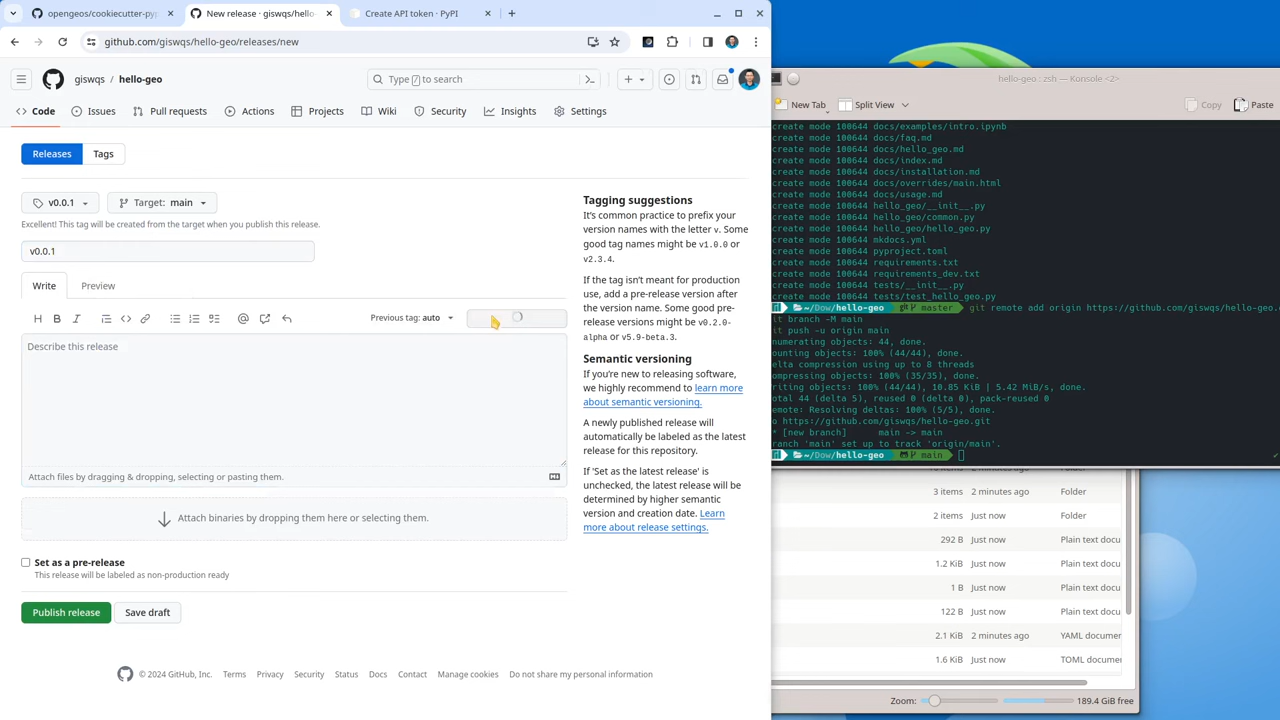 opengeos/cookiecutter-py
New release · giswqs/hello-
Create API token · PyPI
github.com/giswqs/hello-geo/releases/new
giswqs / hello-geo
Type / to search
Code
Issues
Pull requests
Actions
Project
Wiki
Security
Insights
Settings
Releases
Tags
v0.0.1
Target: main
Excellent! This tag will be created from the target when you publish this release.
v0.0.1
Write
Preview
H B
Previous tag: auto
Describe this release
Attach files by dragging & dropping, selecting or pasting them.
Attach binaries by dropping them here or selecting them.
Set as a pre-release
This release will be labeled as non-production ready
Publish release
Save draft
Tagging suggestions
It's common practice to prefix your
version names with the letter v. Some
good tag names might be v1.0.0 or
v2.3.4.
If the tag isn't meant for production
use, add a pre-release version after
the version name. Some good pre-
release versions might be v0.2.0-
alpha or v5.9-beta.3.
Semantic versioning
If you're new to releasing software,
we highly recommend to learn more
about semantic versioning.
A newly published release will
automatically be labeled as the latest
release for this repository.
If 'Set as the latest release' is
unchecked, the latest release will be
determined by higher semantic
version and creation date. Learn
more about release settings.
© 2024 GitHub, Inc.
Terms
Privacy
Security
Status
Docs
Contact
Manage cookies
Do not share my personal information
hello-geo : zsh — Konsole <2>
New Tab
Split View
Copy
Paste
create mode 100644 docs/examples/intro.ipynb
create mode 100644 docs/faq.md
create mode 100644 docs/hello_geo.md
create mode 100644 docs/index.md
create mode 100644 docs/installation.md
create mode 100644 docs/overrides/main.html
create mode 100644 docs/usage.md
create mode 100644 hello_geo/__init__.py
create mode 100644 hello_geo/common.py
create mode 100644 hello_geo/hello_geo.py
create mode 100644 mkdocs.yml
create mode 100644 pyproject.toml
create mode 100644 requirements.txt
create mode 100644 requirements_dev.txt
create mode 100644 tests/__init__.py
create mode 100644 tests/test_hello_geo.py
~/Dow/hello-geo master git remote add origin https://github.com/giswqs/hello-geo.
it branch -M main
it push -u origin main
numerating objects: 44, done.
ounting objects: 100% (44/44), done.
elta compression using up to 8 threads
ompressing objects: 100% (35/35), done.
riting objects: 100% (44/44), 10.85 KiB | 5.42 MiB/s, done.
otal 44 (delta 5), reused 0 (delta 0), pack-reused 0
emote: Resolving deltas: 100% (5/5), done.
o https://github.com/giswqs/hello-geo.git
* [new branch] main -> main
ranch 'main' set up to track 'origin/main'.
~/Dow/hello-geo main
2 minutes ago Folder
3 items 2 minutes ago Folder
2 items Just now Folder
292 B Just now Plain text docu
1.2 KiB Just now Plain text docu
1 B Just now Plain text docu
122 B Just now Plain text docu
2.1 KiB 2 minutes ago YAML documen
1.6 KiB Just now TOML documen
Zoom:
189.4 GiB free